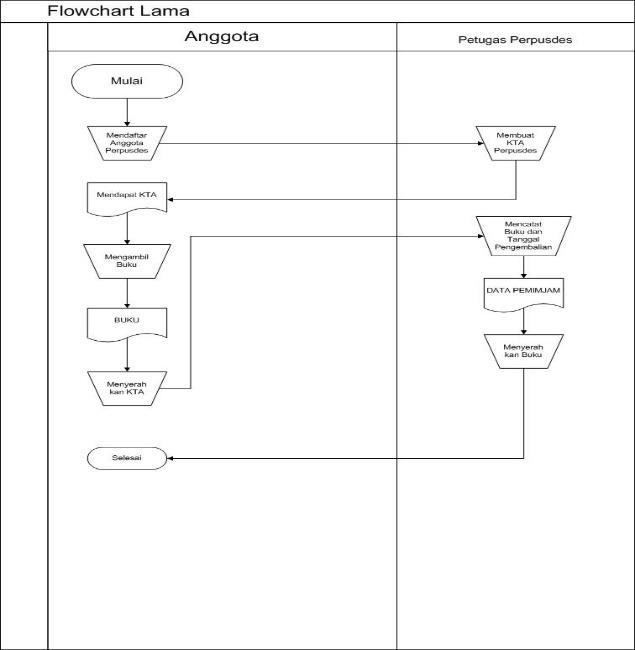 Flowchart Lama
Anggota
Petugas Perpusdes
Mulai
Mendaftar
Anggota
Perpusdes
Membuat
KTA
Perpusdes
Mendapat KTA
Mencatat
Buku dan
Tanggal
Pengembalian
Mengambil
Buku
DATA PEMIMJAM
BUKU
Menyerah
kan Buku
Menyerah
kan KTA
Selesai